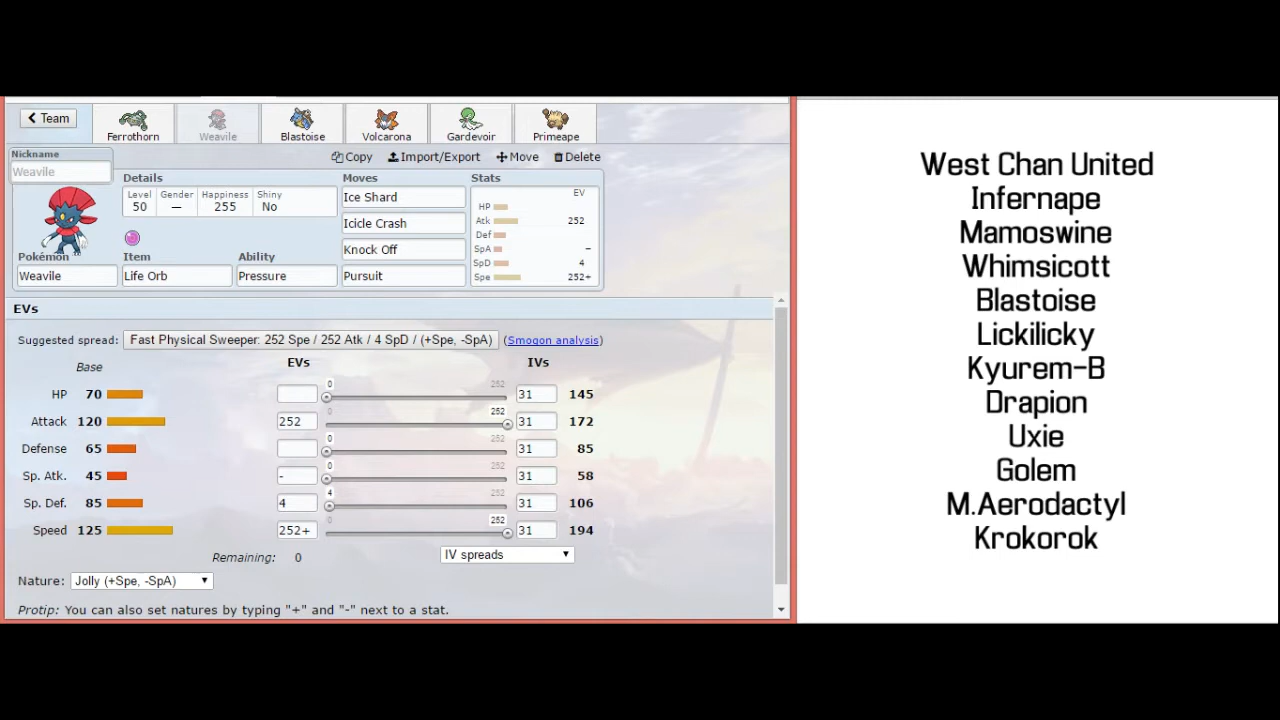 Team
Ferrothorn
Weavile
Blastoise
Volcarona
Gardevoir
Primeape
Nickname
Weavile
Copy Import/Export Move Delete
Details
Level Gender Happiness Shiny
50 — 255 No
Pokémon
Weavile
Item
Life Orb
Ability
Pressure
Moves
Ice Shard
Icicle Crash
Knock Off
Pursuit
Stats
EV
HP
Atk 252
Def
SpA –
SpD 4
Spe 252+
EVs
Suggested spread: Fast Physical Sweeper: 252 Spe / 252 Atk / 4 SpD / (+Spe, -SpA) (Smogon analysis)
Base EVs IVs
HP 70 0 252 31 145
Attack 120 252 0 252 31 172
Defense 65 0 252 31 85
Sp. Atk. 45 - 0 252 31 58
Sp. Def. 85 4 4 252 31 106
Speed 125 252+ 0 252 31 194
Remaining: 0 IV spreads
Nature: Jolly (+Spe, -SpA)
Protip: You can also set natures by typing "+" and "-" next to a stat.
West Chan United
Infernape
Mamoswine
Whimsicott
Blastoise
Lickilicky
Kyurem-B
Drapion
Uxie
Golem
M.Aerodactyl
Krokorok